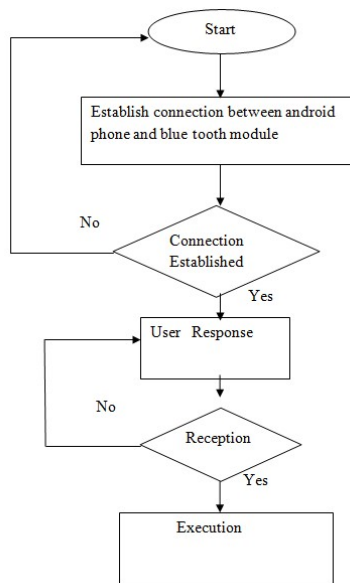 Start
Establish connection between android
phone and blue tooth module
No
Connection
Established
Yes
User Response
No
Reception
Yes
Execution